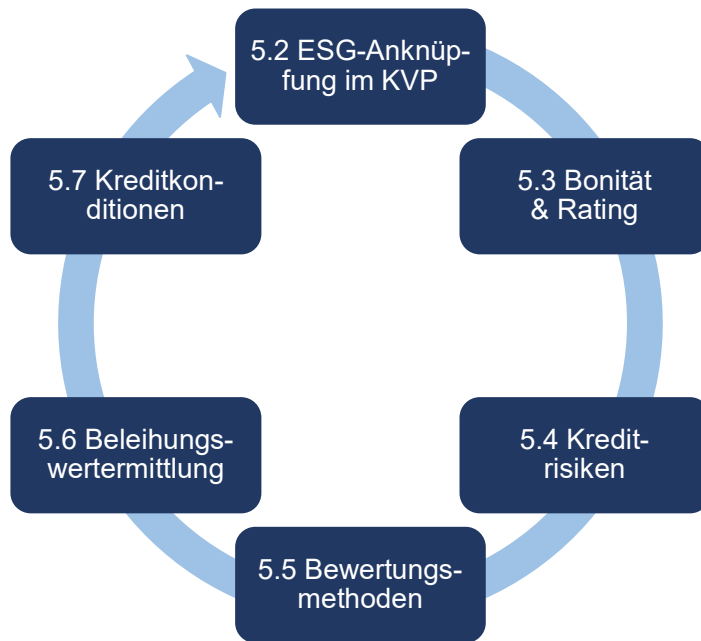 5.2 ESG-Anknüp-
fung im KVP
5.3 Bonität
& Rating
5.4 Kredit-
risiken
5.5 Bewertungs-
methoden
5.6 Beleihungs-
wertermittlung
5.7 Kreditkon-
ditionen